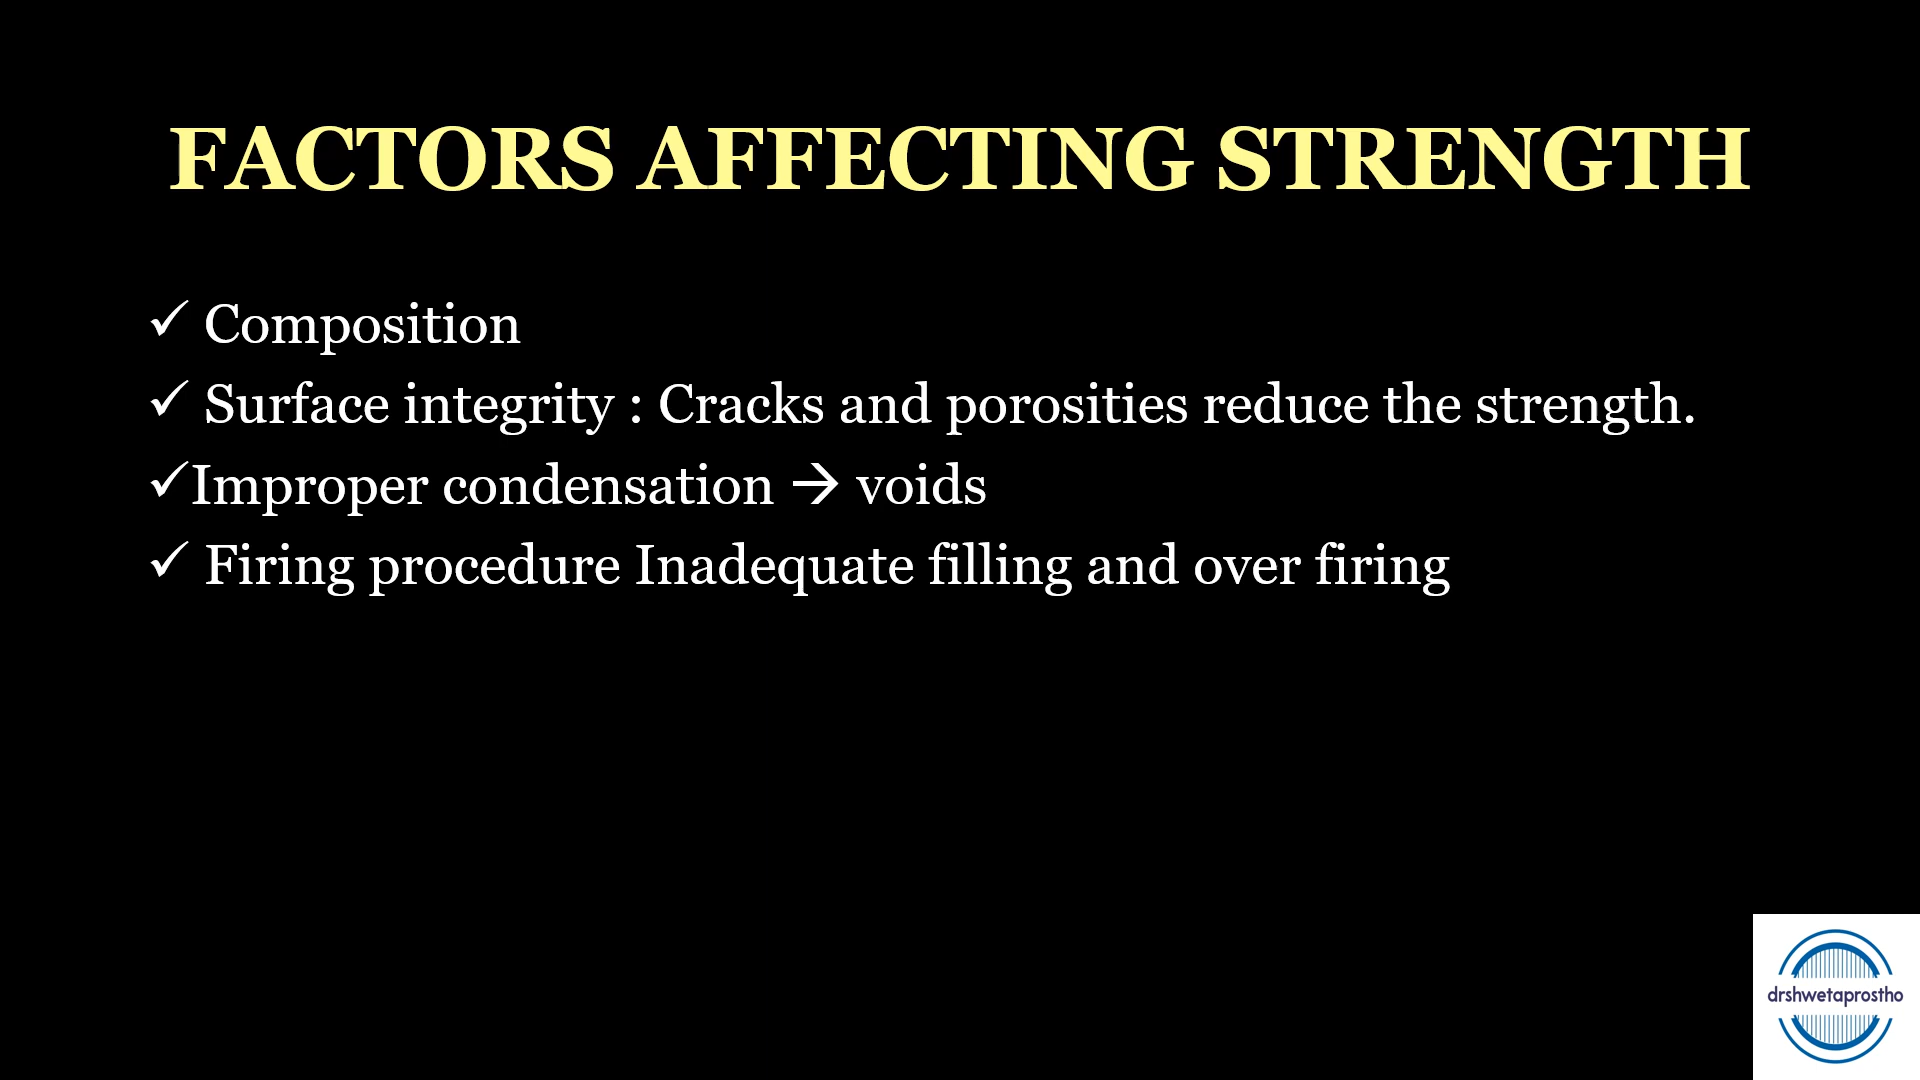 FACTORS AFFECTING STRENGTH
✓ Composition
✓ Surface integrity : Cracks and porosities reduce the strength.
✓Improper condensation → voids
✓ Firing procedure Inadequate filling and over firing
drshwetaprostho